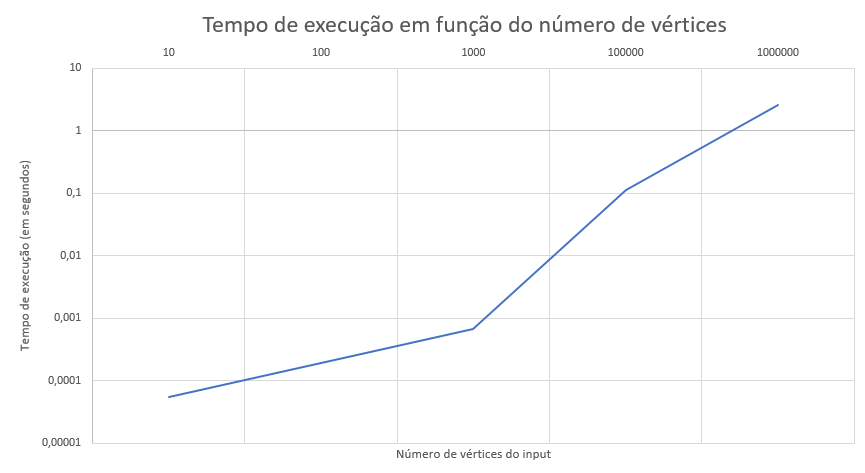 Tempo de execução em função do número de vértices
10 100 1000 100000 1000000
10
1
0,1
0,01
0,001
0,0001
0,00001
Tempo de execução (em segundos)
Número de vértices do input